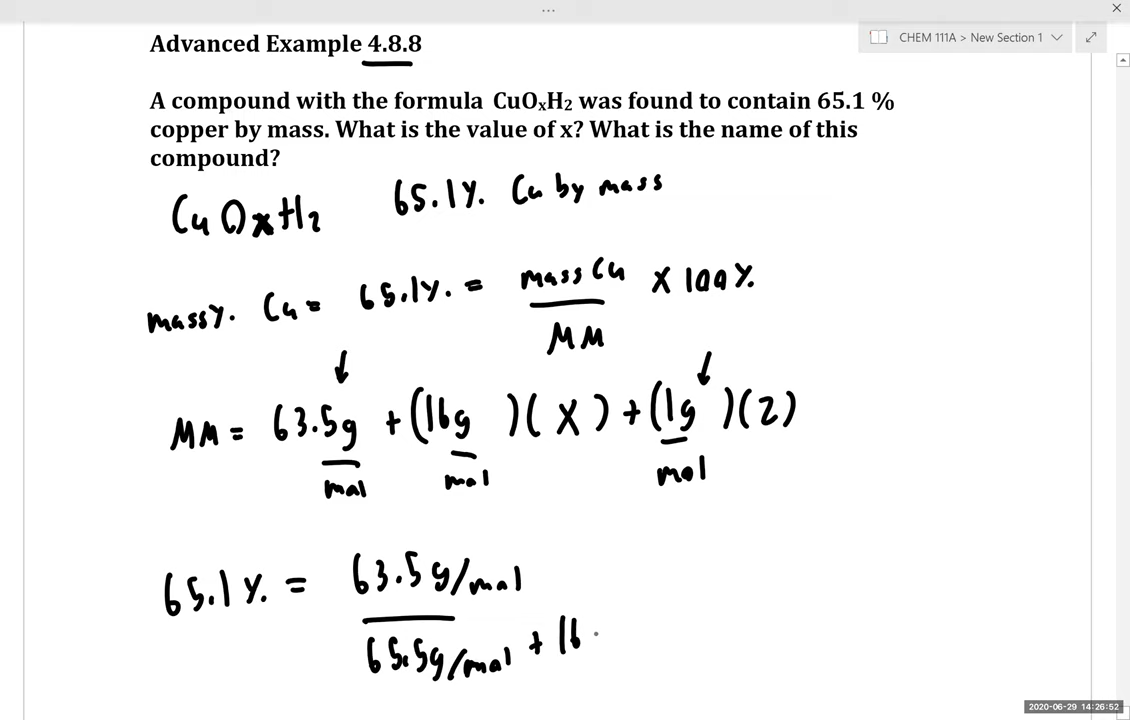 CHEM 111A > New Section 1
Advanced Example 4.8.8
A compound with the formula CuOₓH₂ was found to contain 65.1 %
copper by mass. What is the value of x? What is the name of this
compound?
CuOxH₂ 65.1%. Cu by mass
mass%. Cu = 65.1%. = mass Cu / MM x 100%
MM = 63.5g/mol + (16g/mol)(x) + (1g/mol)(2)
65.1%. = 63.5g/mol / 65.5g/mol + 16
2020-06-29 14:26:52